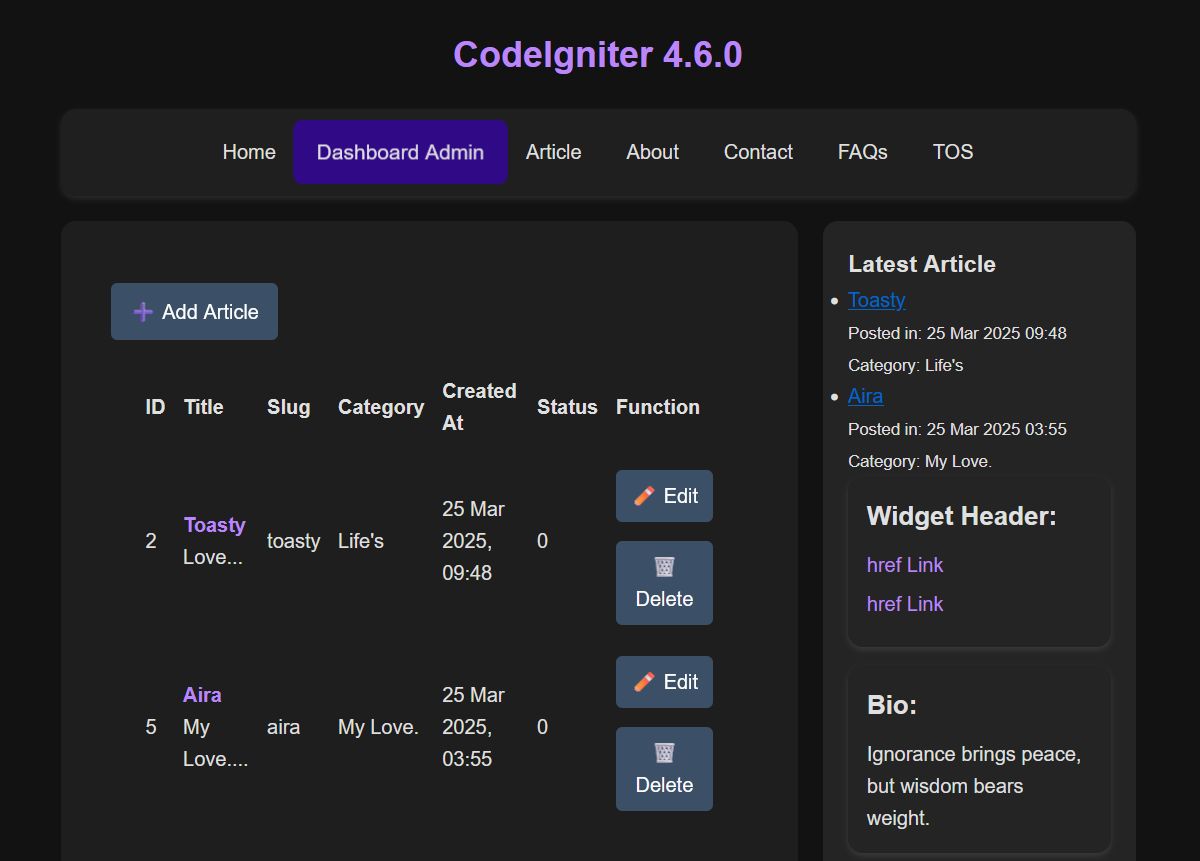 CodeIgniter 4.6.0
Home Dashboard Admin Article About Contact FAQs TOS
➕ Add Article
ID Title Slug Category Created At Status Function
2 Toasty Love... toasty Life's 25 Mar 2025, 09:48 0 Edit Delete
5 Aira My Love.... aira My Love. 25 Mar 2025, 03:55 0 Edit Delete
Latest Article
Toasty
Posted in: 25 Mar 2025 09:48
Category: Life's
Aira
Posted in: 25 Mar 2025 03:55
Category: My Love.
Widget Header:
href Link
href Link
Bio:
Ignorance brings peace,
but wisdom bears
weight.